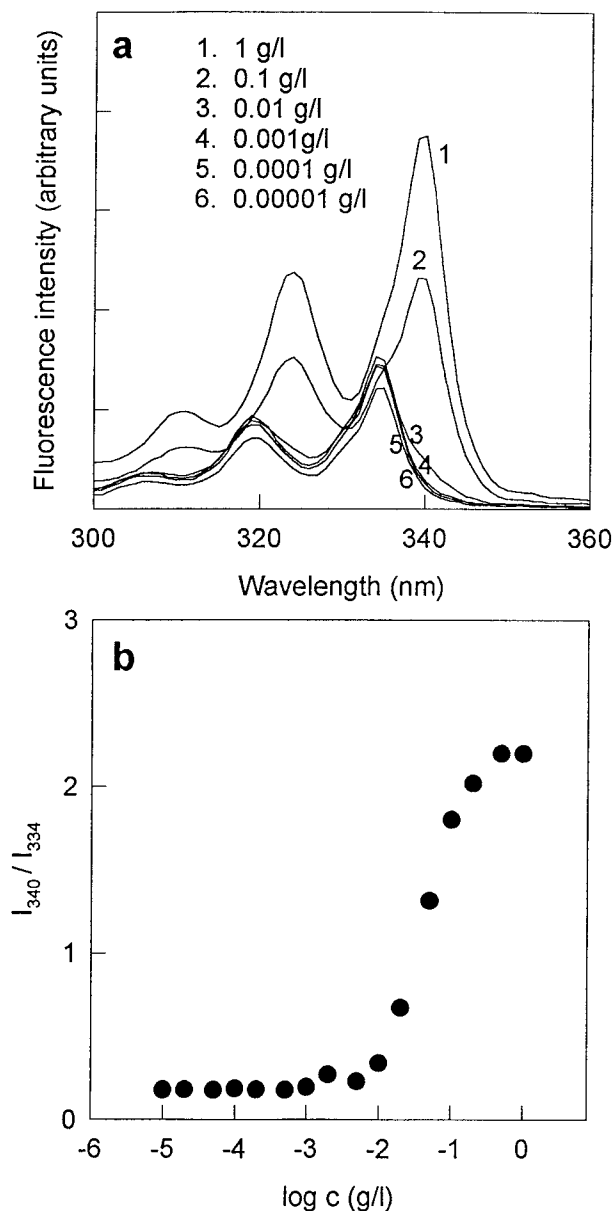 a
1. 1 g/l
2. 0.1 g/l
3. 0.01 g/l
4. 0.001g/l
5. 0.0001 g/l
6. 0.00001 g/l
Fluorescence intensity (arbitrary units)
1
2
3
4
5
6
300 320 340 360
Wavelength (nm)
b
3
2
1
0
I340 / I334
-6 -5 -4 -3 -2 -1 0
log c (g/l)